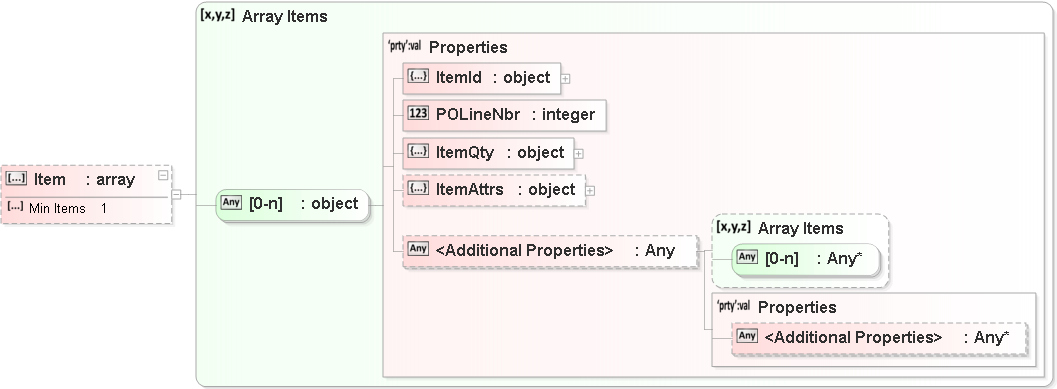 [x,y,z] Array Items
'prty':val Properties
{...} ItemId : object
123 POLineNbr : integer
{...} ItemQty : object
[...] Item : array
{...} ItemAttrs : object
[...] Min Items 1
Any [0-n] : object
[x,y,z] Array Items
Any <Additional Properties> : Any
Any [0-n] : Any*
'prty':val Properties
Any <Additional Properties> : Any*